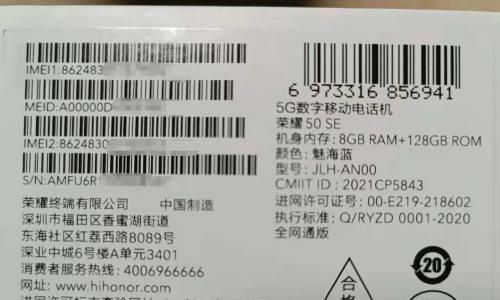 IMEI1:862483
MEID:A00000D
IMEI2:8624830
S/N:AMFU6R
荣耀终端有限公司 中国制造
深圳市福田区香蜜湖街道
东海社区红荔西路8089号
深业中城6号楼A单元3401
消费者服务热线: 4006966666
网址: www.hihonor.com
6 973316 856941
5G数字移动电话机
荣耀 50 SE
机身内存: 8GB RAM+128GB ROM
颜色: 魅海蓝
型号: JLH-AN00
CMIIT ID : 2021CP5843
进网许可证号: 00-E219-218602
执行标准: Q/RYZD 0001-2020
全网通版
20
合
格